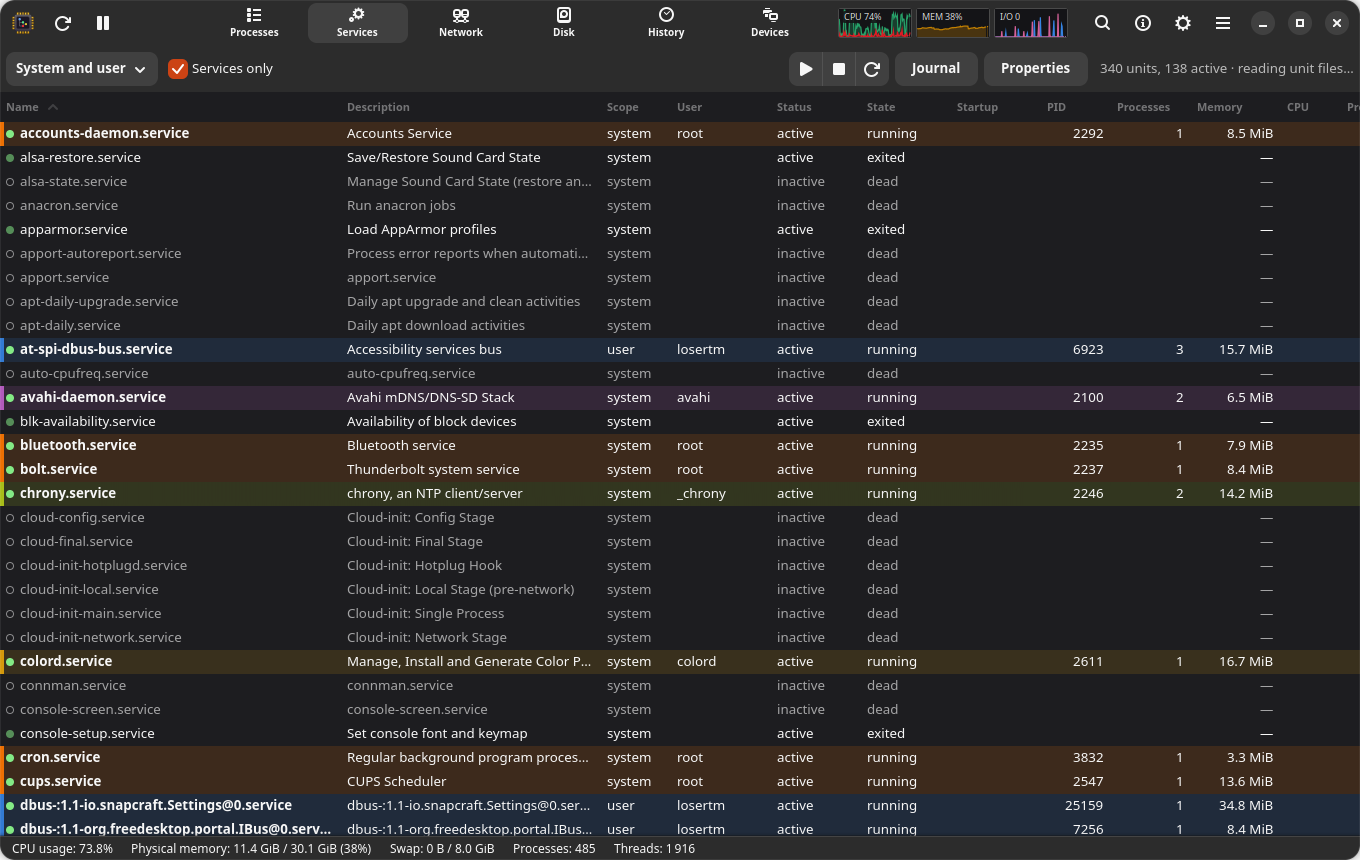 Processes Services Network Disk History Devices CPU 74% MEM 38% I/O 0
System and user Services only Journal Properties 340 units, 138 active · reading unit files...
Name Description Scope User Status State Startup PID Processes Memory CPU Pr
accounts-daemon.service Accounts Service system root active running 2292 1 8.5 MiB
alsa-restore.service Save/Restore Sound Card State system active exited —
alsa-state.service Manage Sound Card State (restore an... system inactive dead —
anacron.service Run anacron jobs system inactive dead —
apparmor.service Load AppArmor profiles system active exited —
apport-autoreport.service Process error reports when automati... system inactive dead —
apport.service apport.service system inactive dead —
apt-daily-upgrade.service Daily apt upgrade and clean activities system inactive dead —
apt-daily.service Daily apt download activities system inactive dead —
at-spi-dbus-bus.service Accessibility services bus user losertm active running 6923 3 15.7 MiB
auto-cpufreq.service auto-cpufreq.service system inactive dead —
avahi-daemon.service Avahi mDNS/DNS-SD Stack system avahi active running 2100 2 6.5 MiB
blk-availability.service Availability of block devices system active exited —
bluetooth.service Bluetooth service system root active running 2235 1 7.9 MiB
bolt.service Thunderbolt system service system root active running 2237 1 8.4 MiB
chrony.service chrony, an NTP client/server system _chrony active running 2246 2 14.2 MiB
cloud-config.service Cloud-init: Config Stage system inactive dead —
cloud-final.service Cloud-init: Final Stage system inactive dead —
cloud-init-hotplugd.service Cloud-init: Hotplug Hook system inactive dead —
cloud-init-local.service Cloud-init: Local Stage (pre-network) system inactive dead —
cloud-init-main.service Cloud-init: Single Process system inactive dead —
cloud-init-network.service Cloud-init: Network Stage system inactive dead —
colord.service Manage, Install and Generate Color P... system colord active running 2611 1 16.7 MiB
connman.service connman.service system inactive dead —
console-screen.service console-screen.service system inactive dead —
console-setup.service Set console font and keymap system active exited —
cron.service Regular background program proces... system root active running 3832 1 3.3 MiB
cups.service CUPS Scheduler system root active running 2547 1 13.6 MiB
dbus-:1.1-io.snapcraft.Settings@0.service dbus-:1.1-io.snapcraft.Settings@0.ser... user losertm active running 25159 1 34.8 MiB
dbus-:1.1-org.freedesktop.portal.IBus@0.serv... dbus-:1.1-org.freedesktop.portal.IBus... user losertm active running 7256 1 8.4 MiB
CPU usage: 73.8% Physical memory: 11.4 GiB / 30.1 GiB (38%) Swap: 0 B / 8.0 GiB Processes: 485 Threads: 1 916